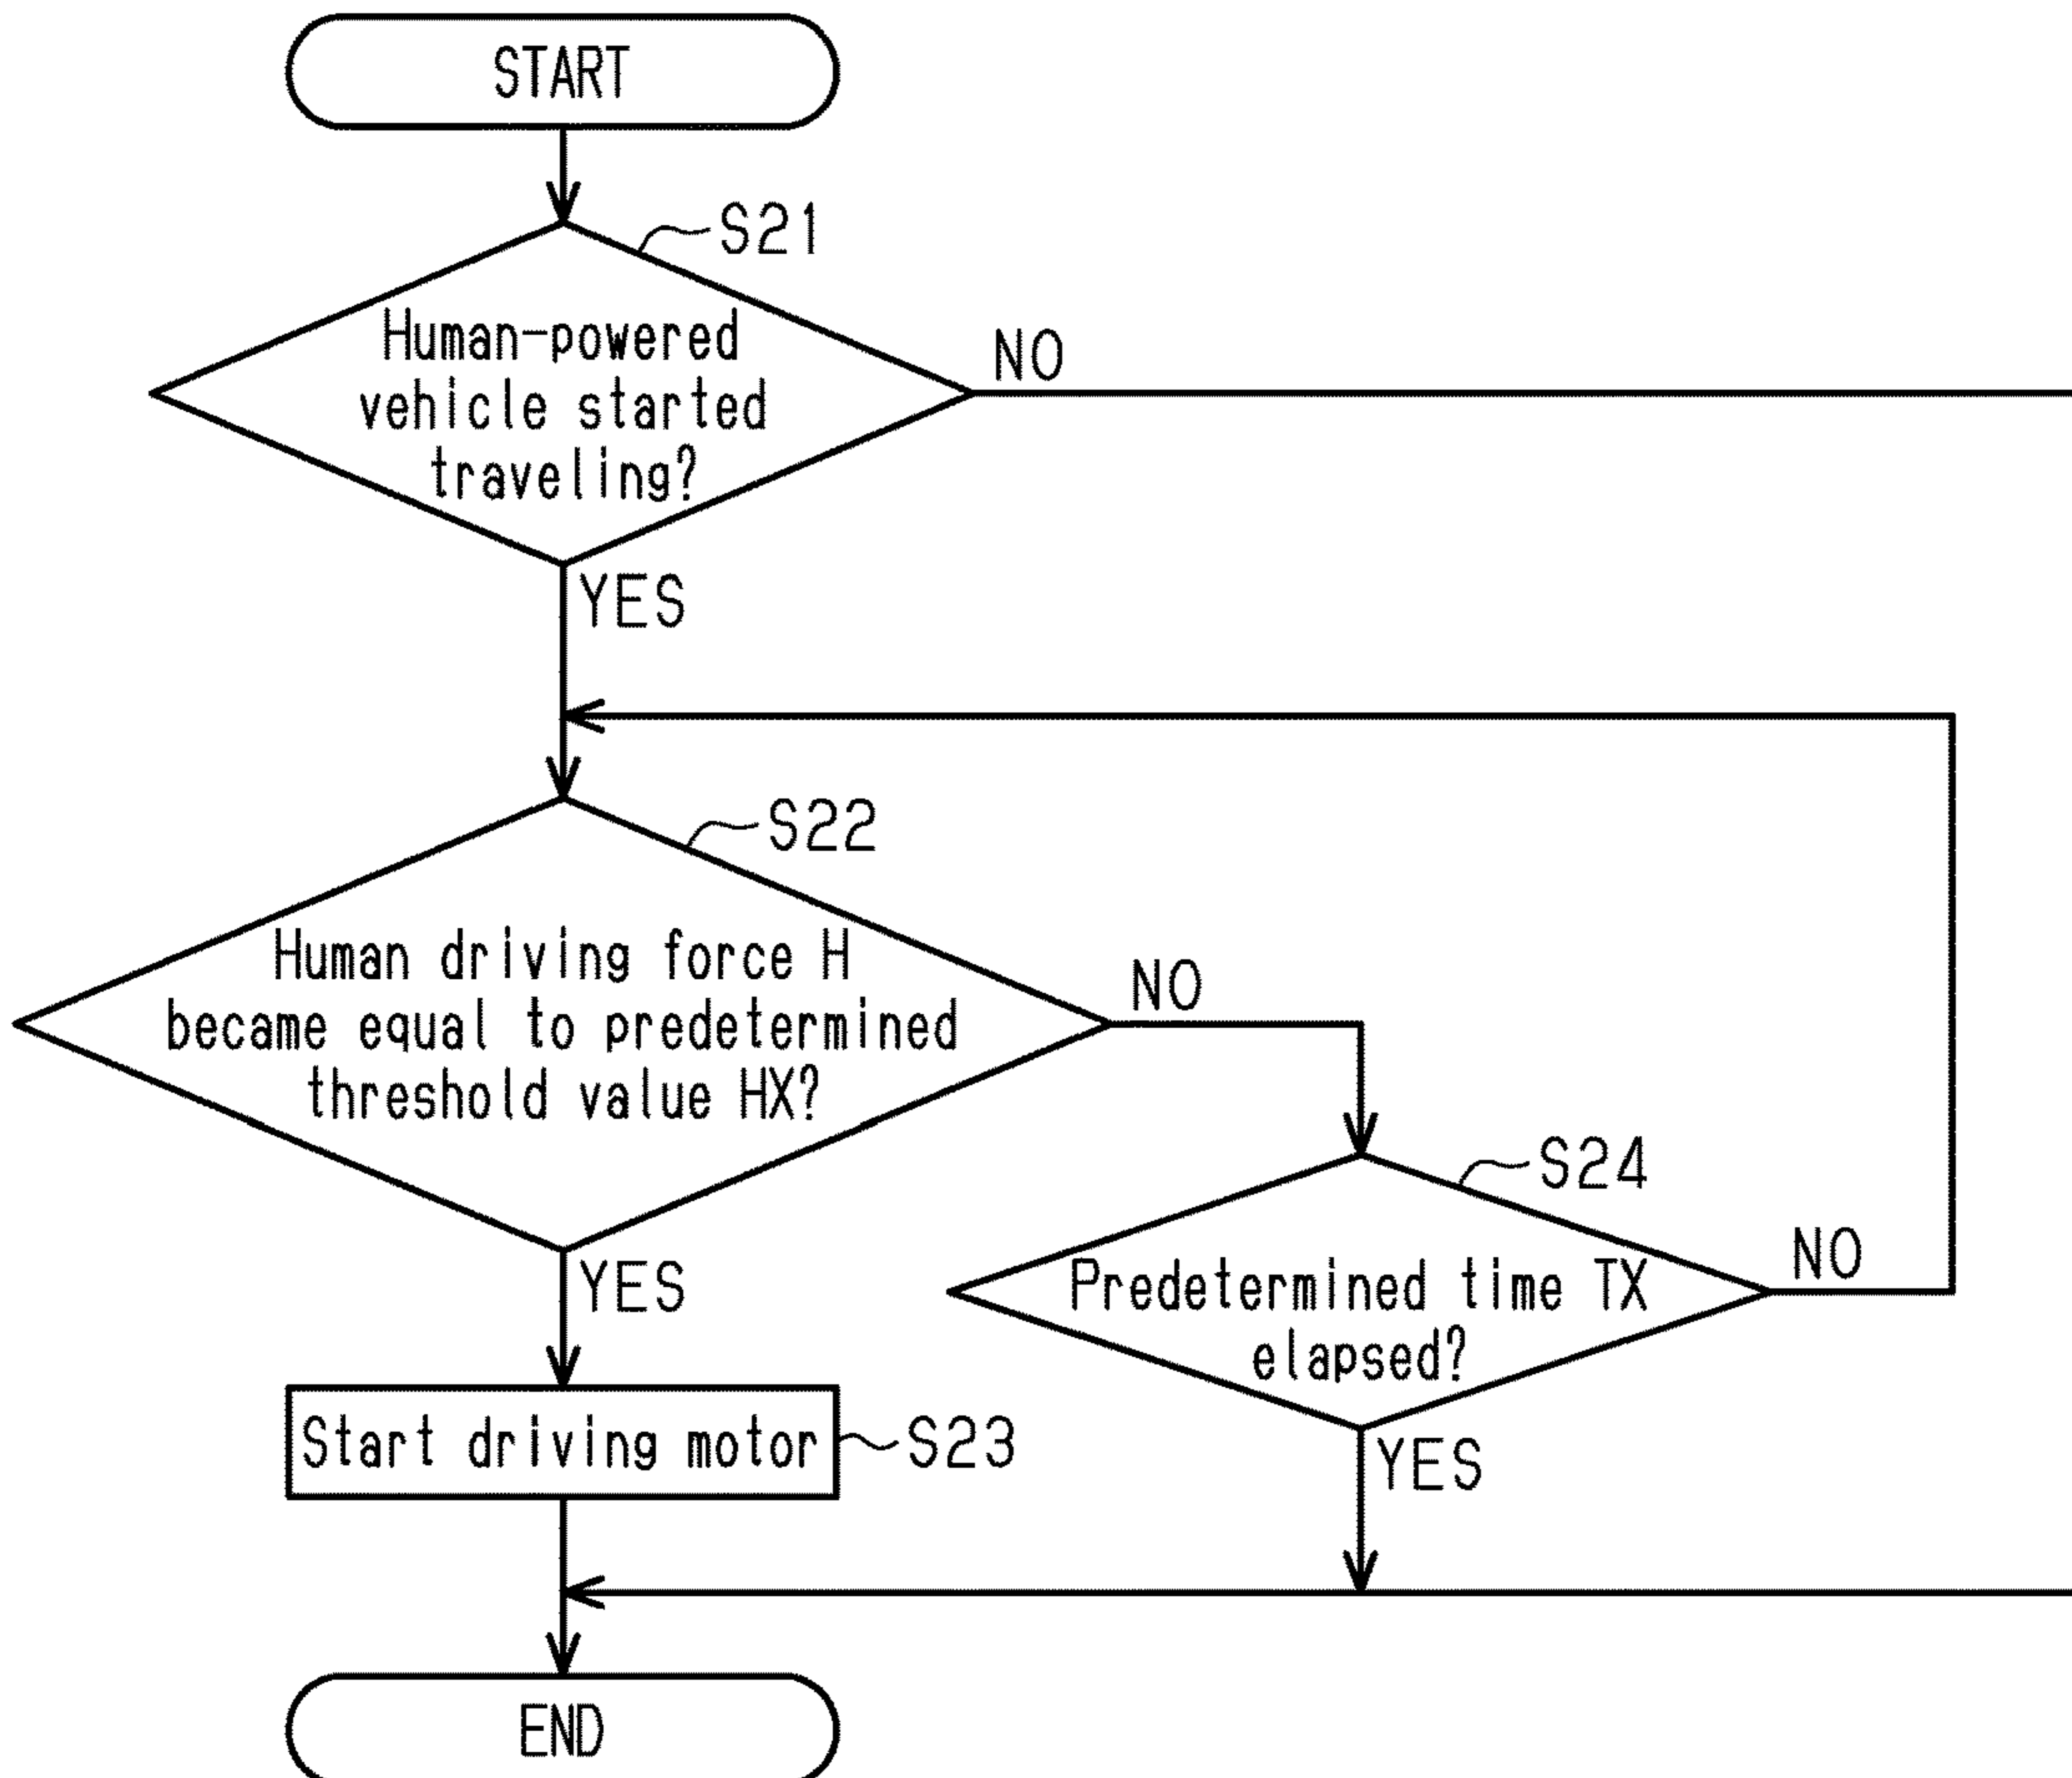 START
S21
Human-powered
vehicle started
traveling?
NO
YES
S22
Human driving force H
became equal to predetermined
threshold value HX?
NO
YES
S24
Predetermined time TX
elapsed?
NO
YES
Start driving motor
S23
END